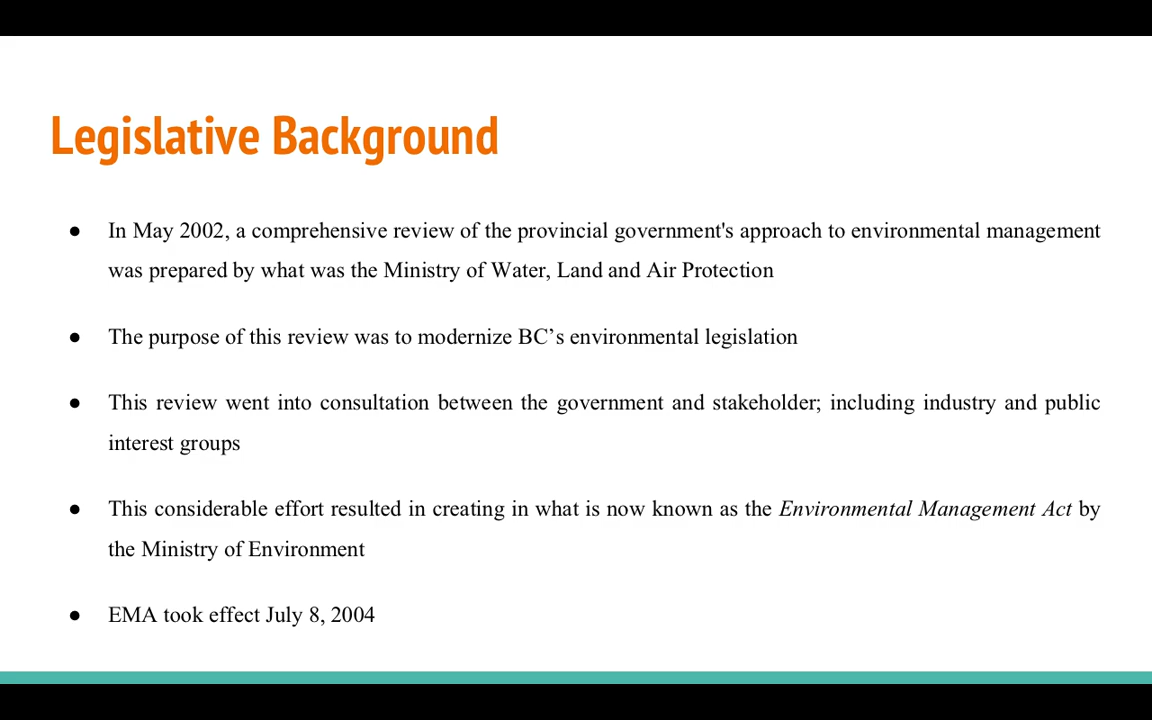 Legislative Background
● In May 2002, a comprehensive review of the provincial government's approach to environmental management
was prepared by what was the Ministry of Water, Land and Air Protection
● The purpose of this review was to modernize BC’s environmental legislation
● This review went into consultation between the government and stakeholder; including industry and public
interest groups
● This considerable effort resulted in creating in what is now known as the Environmental Management Act by
the Ministry of Environment
● EMA took effect July 8, 2004